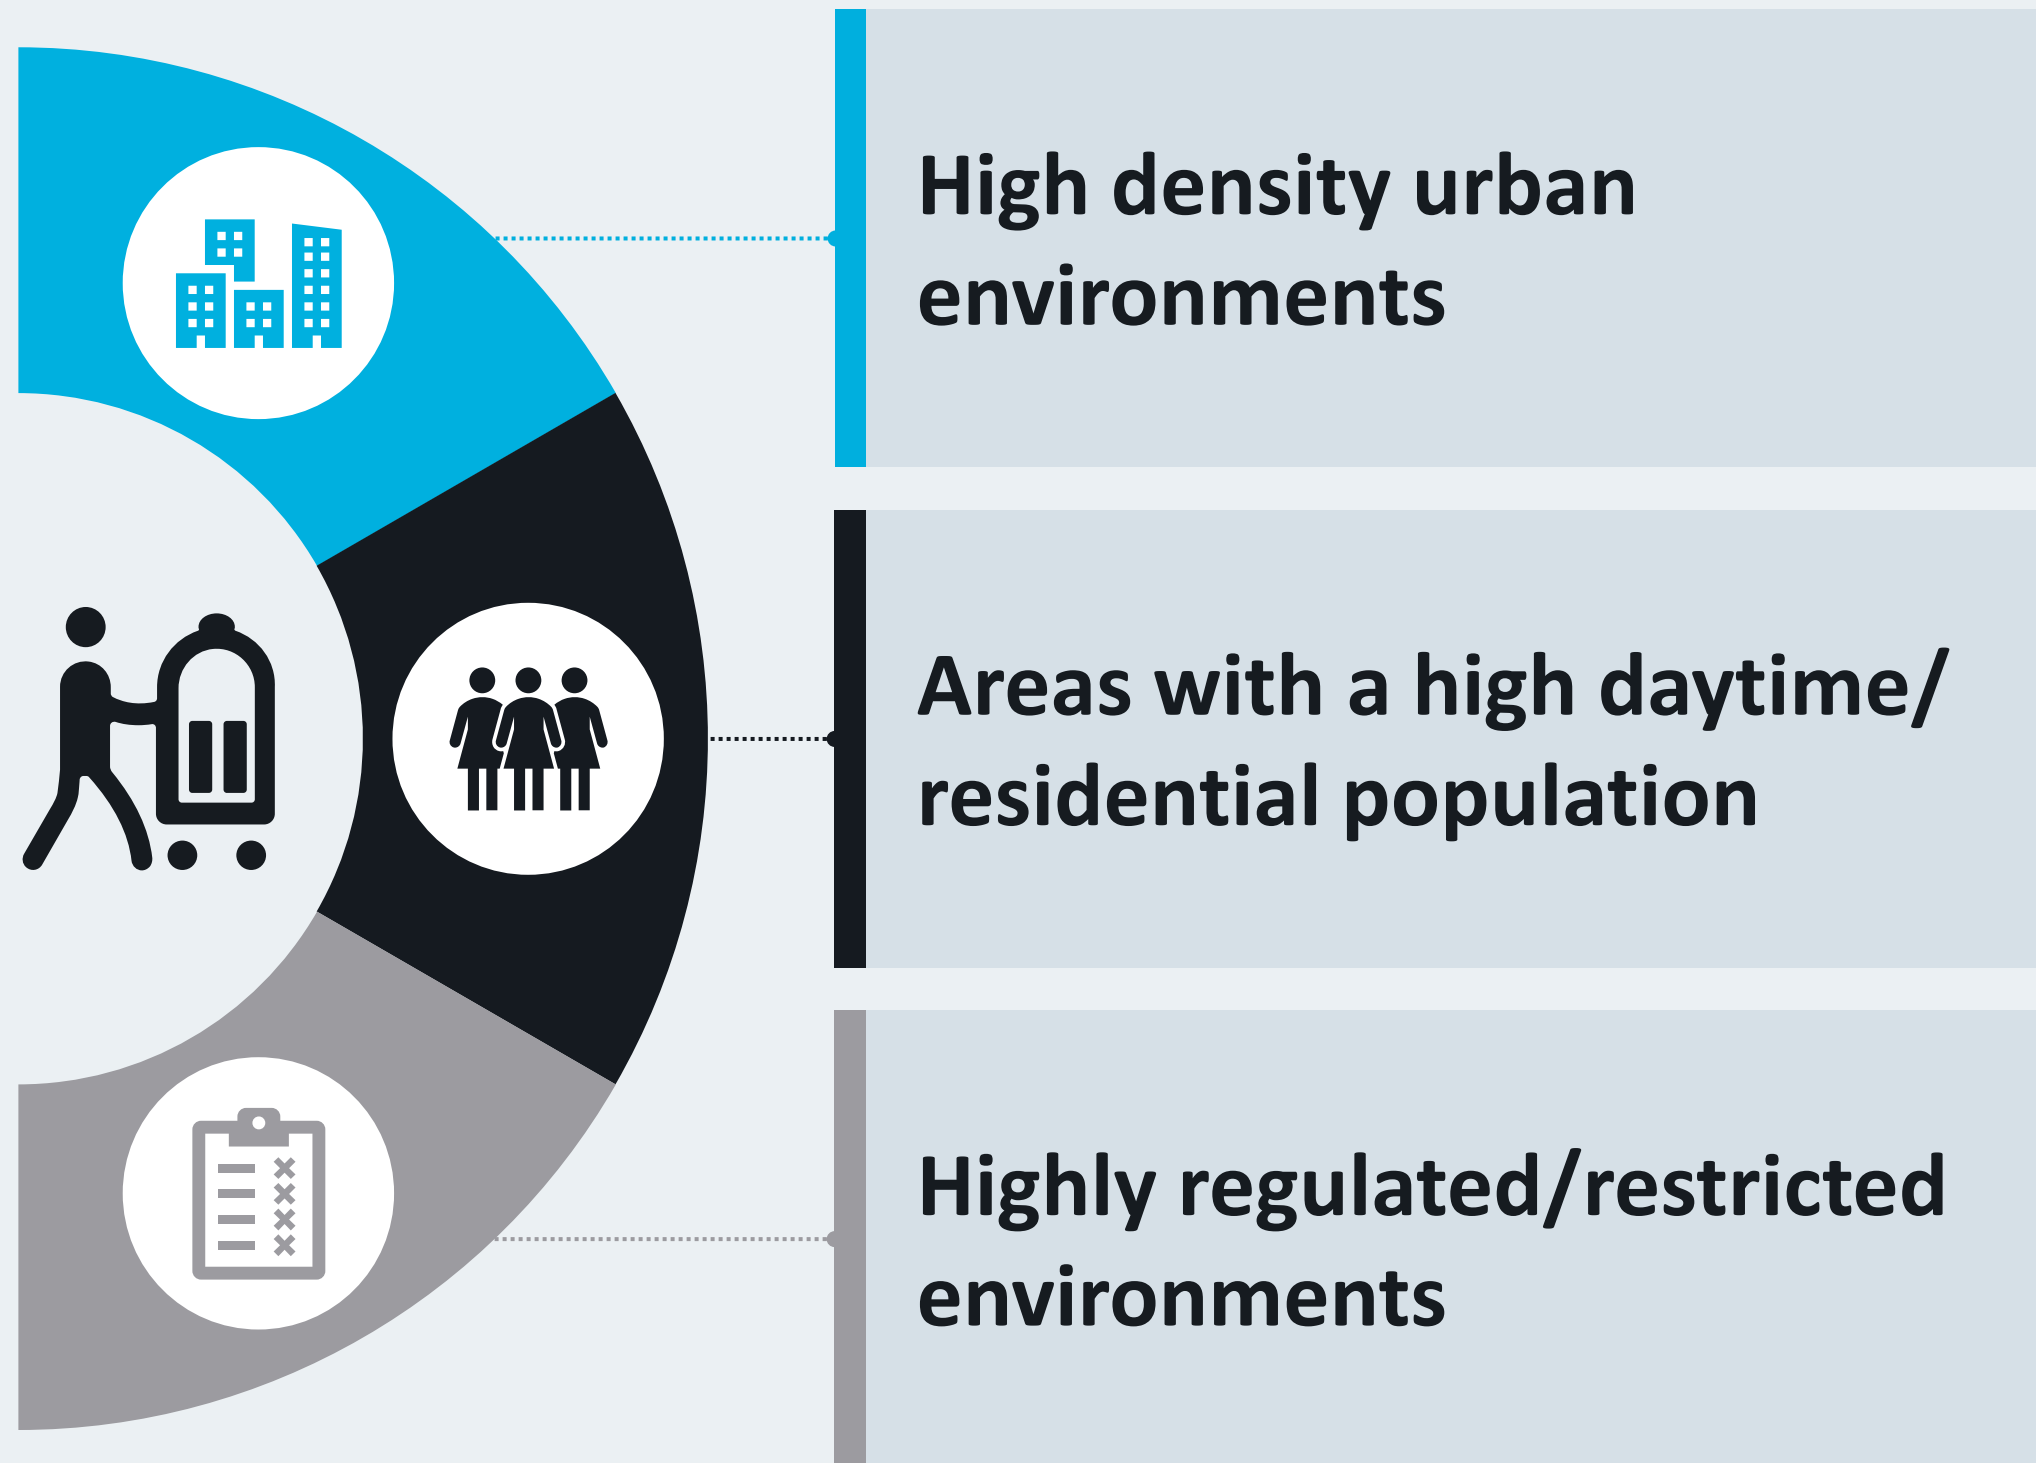 High density urban
environments
Areas with a high daytime/
residential population
Highly regulated/restricted
environments